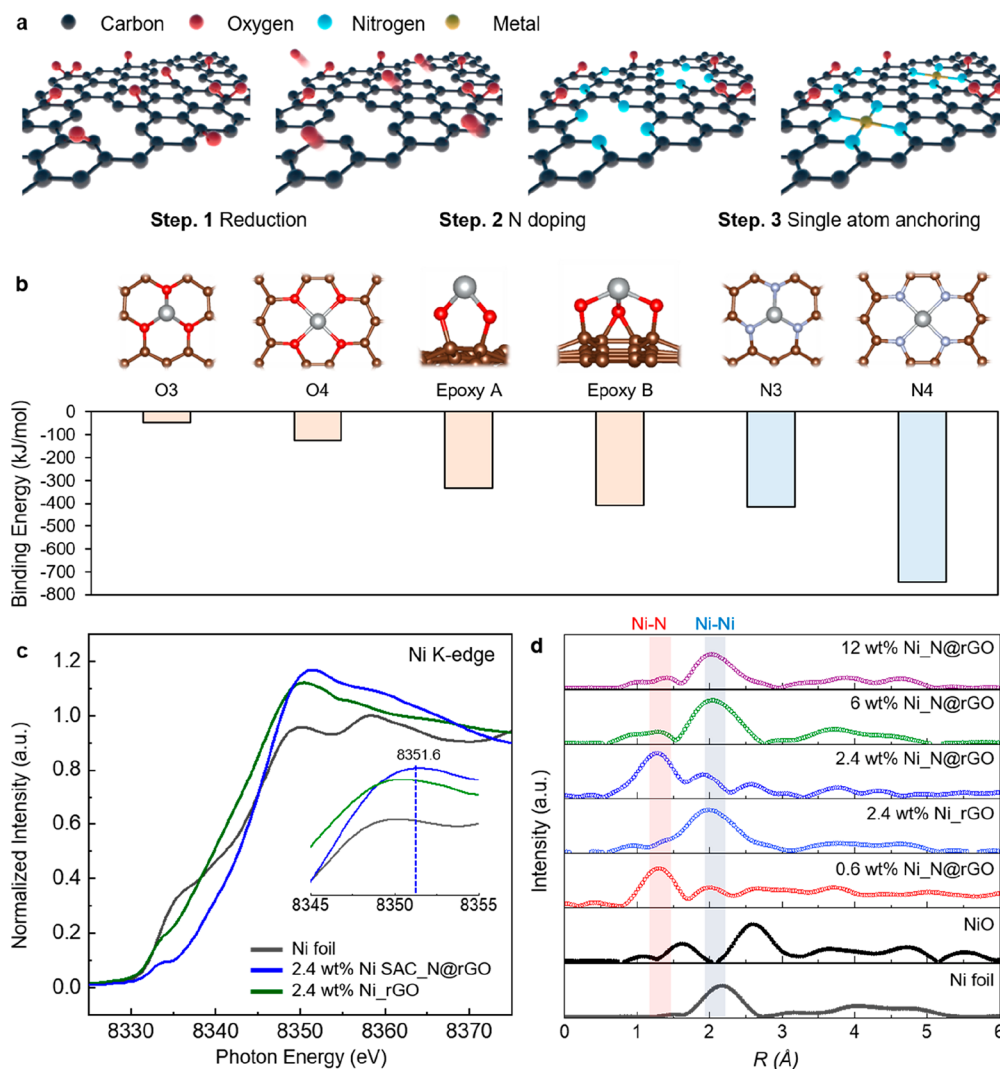 a
Carbon Oxygen Nitrogen Metal
Step. 1 Reduction
Step. 2 N doping
Step. 3 Single atom anchoring
b
O3 O4 Epoxy A Epoxy B N3 N4
Binding Energy (kJ/mol)
0
-100
-200
-300
-400
-500
-600
-700
-800
c
Ni K-edge
Normalized Intensity (a.u.)
1.2
1.0
0.8
0.6
0.4
0.2
0.0
8351.6
8345 8350 8355
Ni foil
2.4 wt% Ni SAC_N@rGO
2.4 wt% Ni_rGO
8330 8340 8350 8360 8370
Photon Energy (eV)
Ni-N Ni-Ni
d
Intensity (a.u.)
12 wt% Ni_N@rGO
6 wt% Ni_N@rGO
2.4 wt% Ni_N@rGO
2.4 wt% Ni_rGO
0.6 wt% Ni_N@rGO
NiO
Ni foil
0 1 2 3 4 5 6
R (Å)